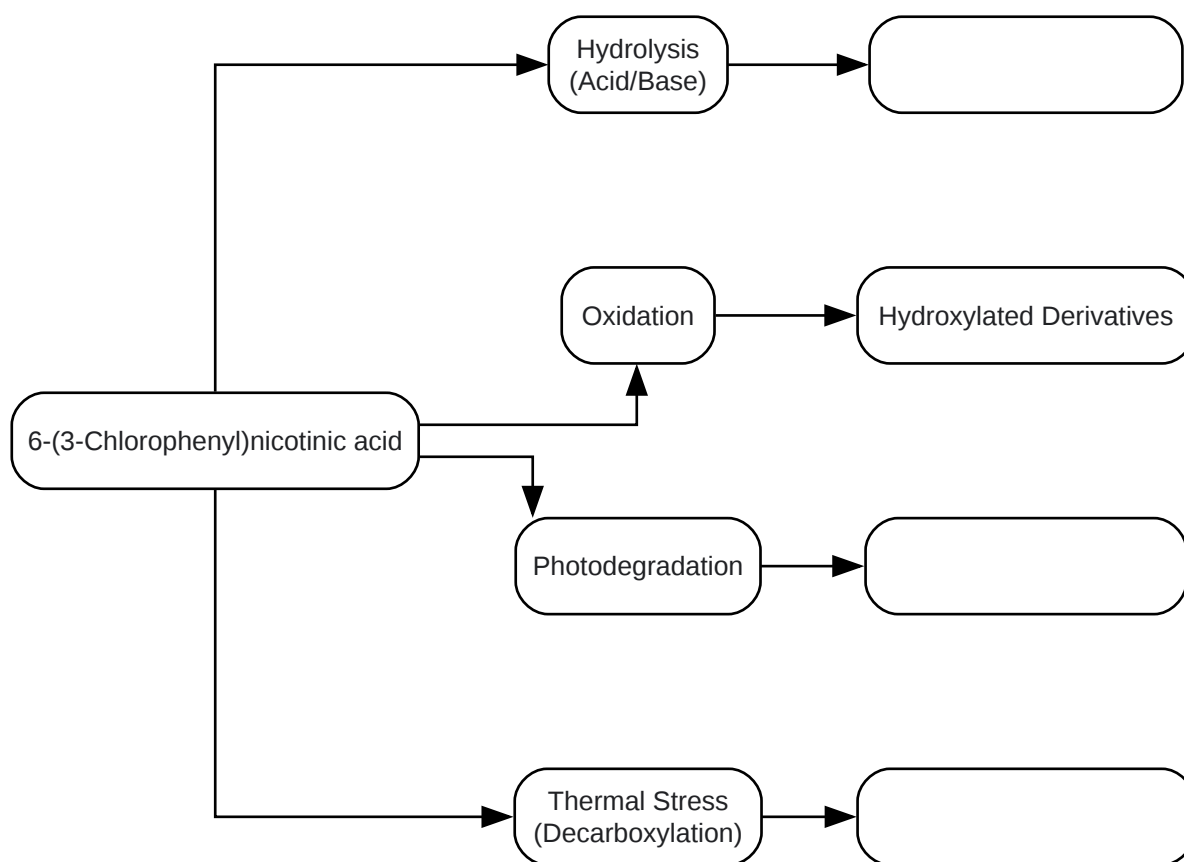 Hydrolysis
(Acid/Base)
Oxidation
Hydroxylated Derivatives
6-(3-Chlorophenyl)nicotinic acid
Photodegradation
Thermal Stress
(Decarboxylation)